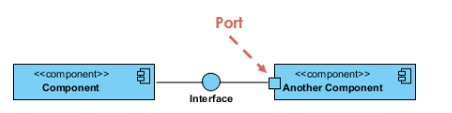 Port
<<component>>
Component
Interface
<<component>>
Another Component